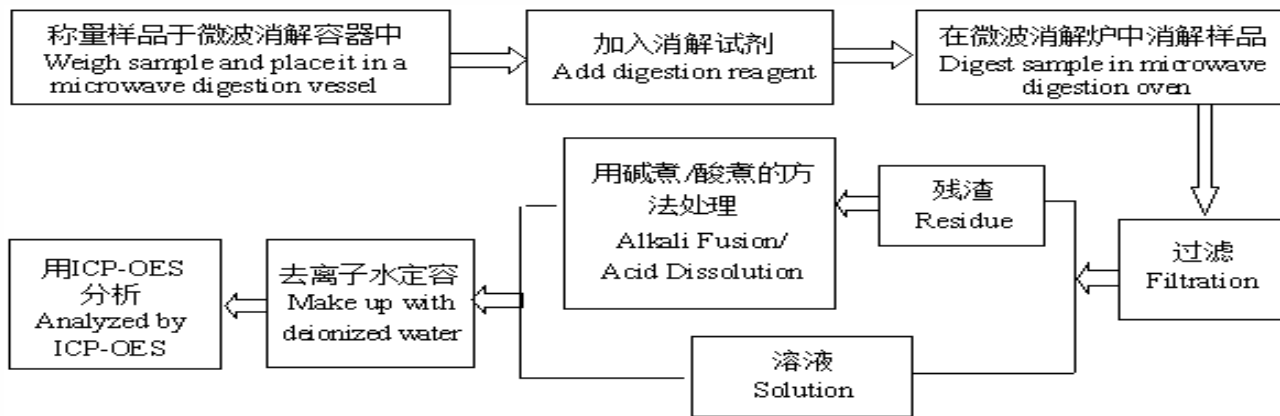 称量样品于微波消解容器中
Weigh sample and place it in a
microwave digestion vessel
加入消解试剂
Add digestion reagent
在微波消解炉中消解样品
Digest sample in microwave
digestion oven
过滤
Filtration
残渣
Residue
用碱煮/酸煮的方
法处理
Alkali Fusion/
Acid Dissolution
溶液
Solution
去离子水定容
Make up with
deionized water
用ICP-OES
分析
Analyzed by
ICP-OES